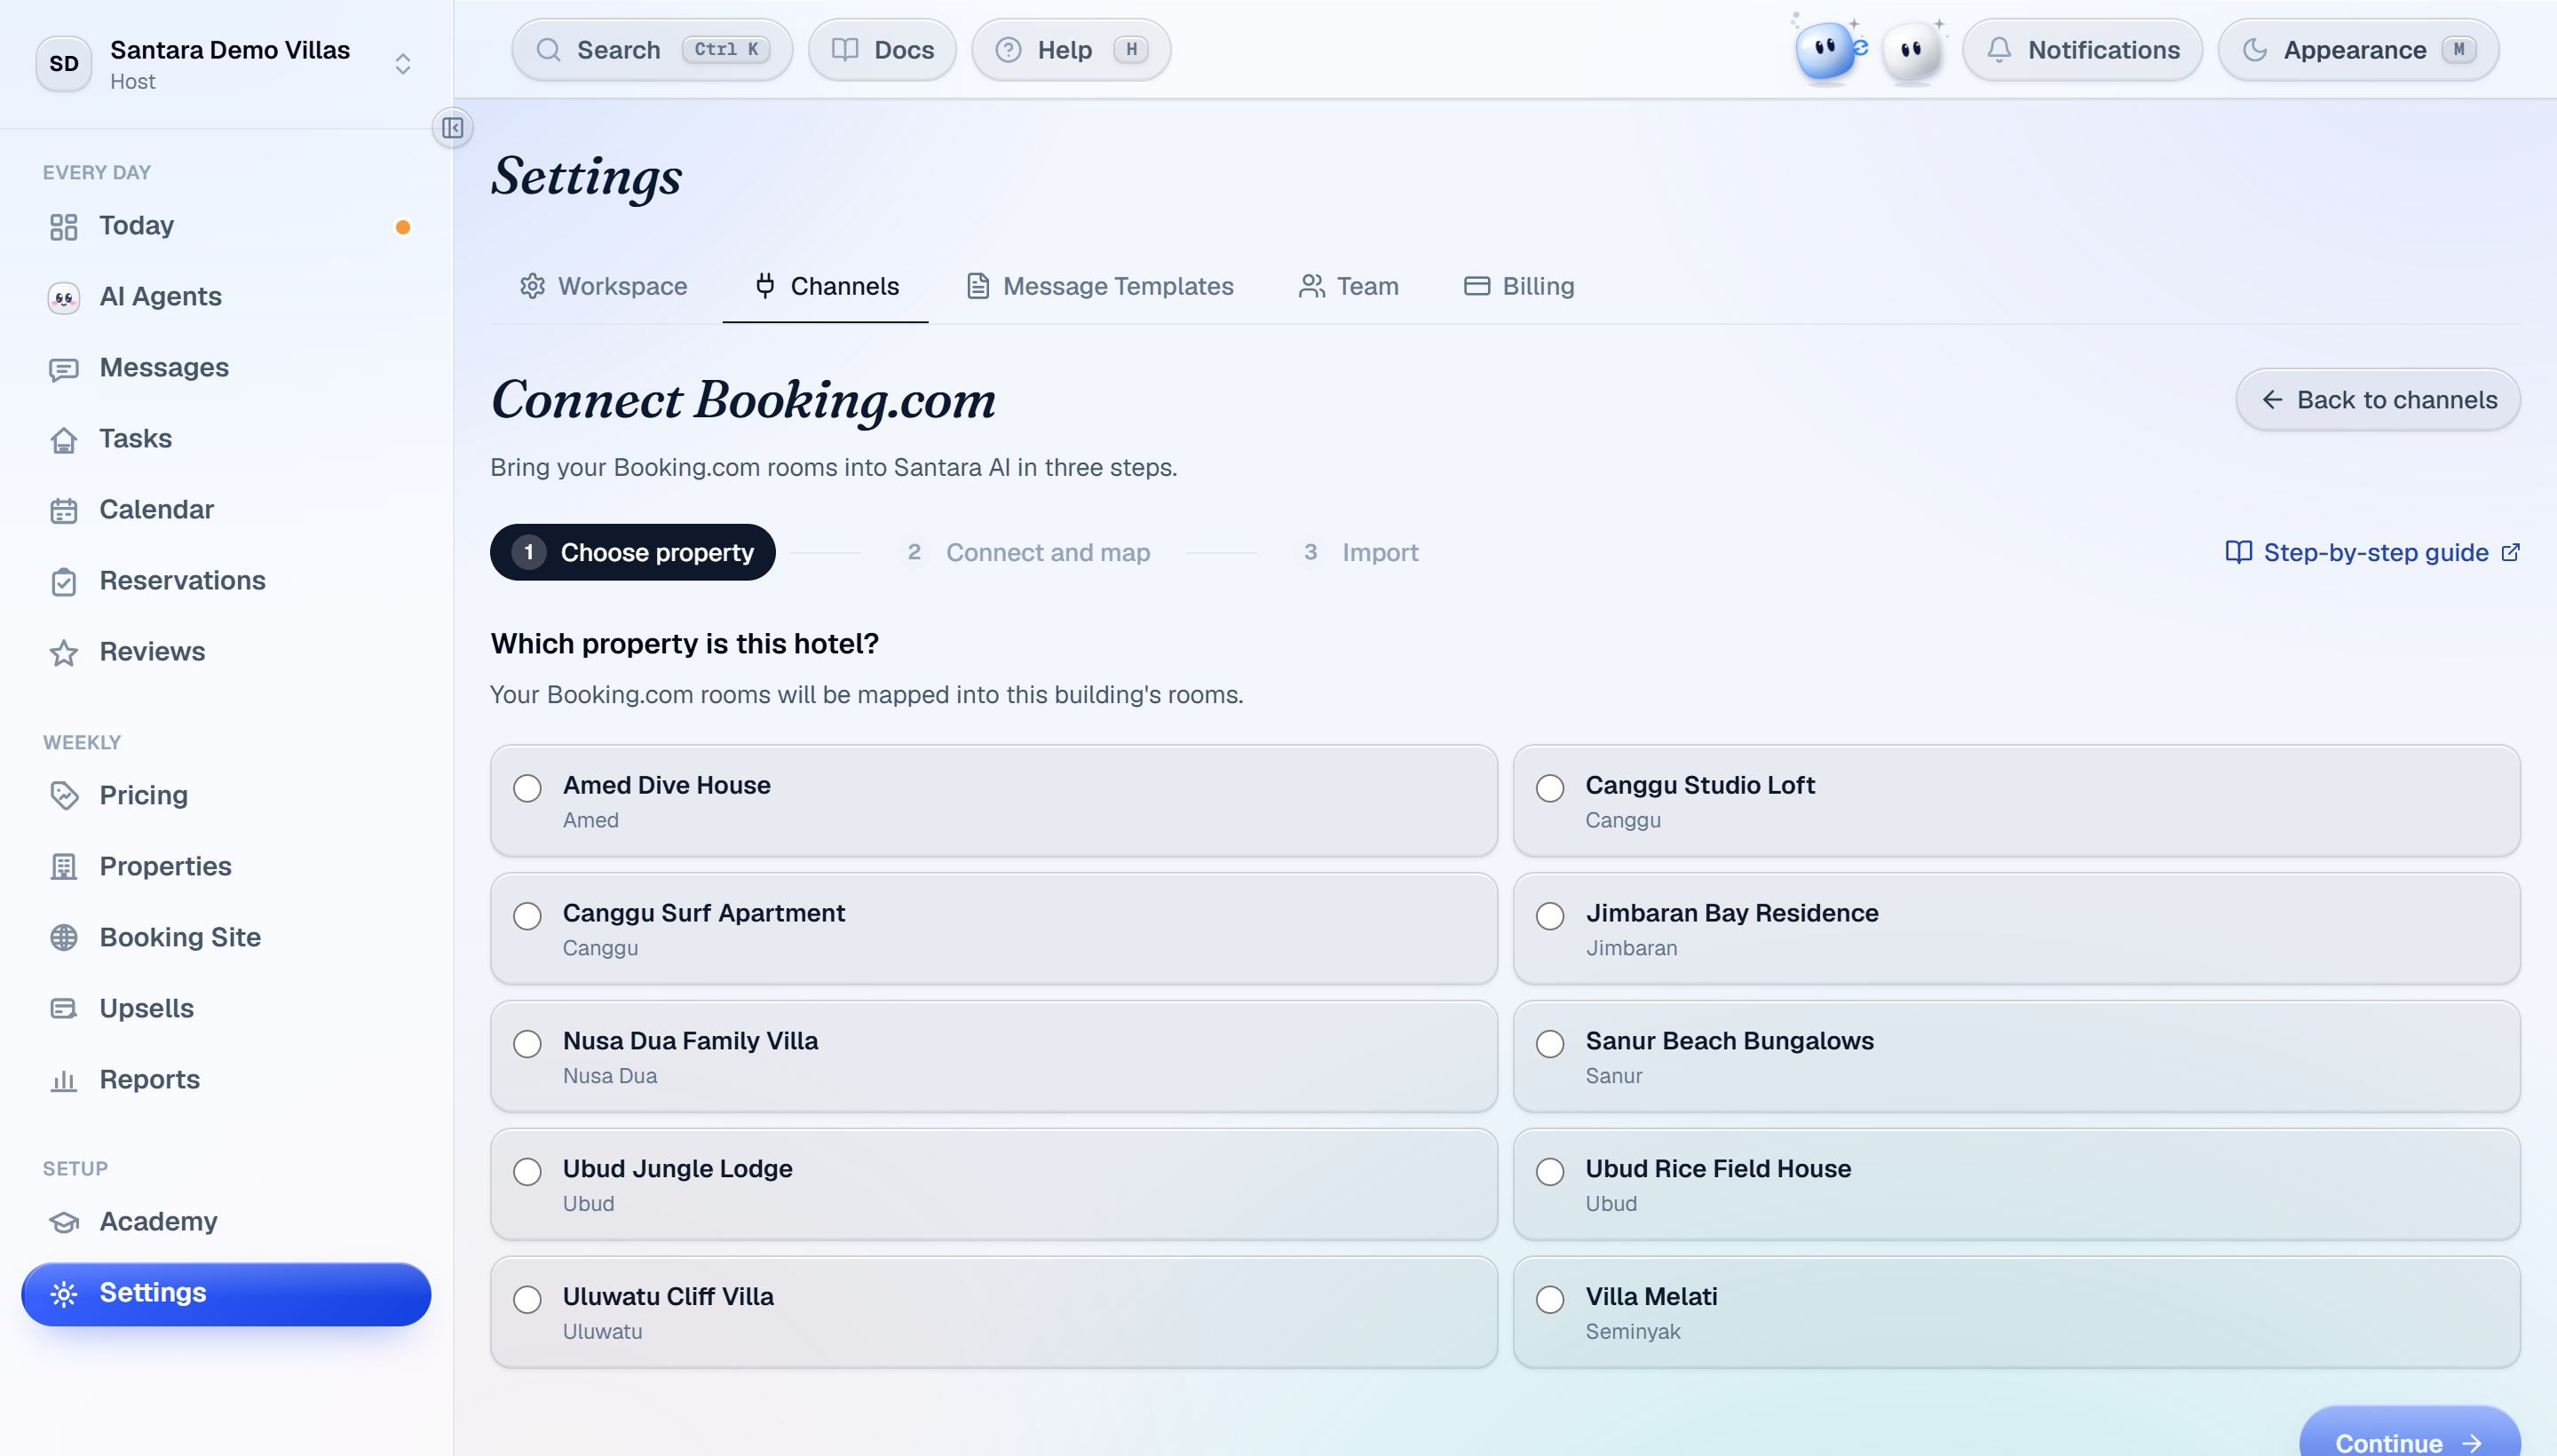 SD
Santara Demo Villas
Host
Search Ctrl K
Docs
Help H
Notifications
Appearance M
EVERY DAY
Today
AI Agents
Messages
Tasks
Calendar
Reservations
Reviews
WEEKLY
Pricing
Properties
Booking Site
Upsells
Reports
SETUP
Academy
Settings
Settings
Workspace
Channels
Message Templates
Team
Billing
Connect Booking.com
Back to channels
Bring your Booking.com rooms into Santara AI in three steps.
1 Choose property
2 Connect and map
3 Import
Step-by-step guide
Which property is this hotel?
Your Booking.com rooms will be mapped into this building's rooms.
Amed Dive House
Amed
Canggu Studio Loft
Canggu
Canggu Surf Apartment
Canggu
Jimbaran Bay Residence
Jimbaran
Nusa Dua Family Villa
Nusa Dua
Sanur Beach Bungalows
Sanur
Ubud Jungle Lodge
Ubud
Ubud Rice Field House
Ubud
Uluwatu Cliff Villa
Uluwatu
Villa Melati
Seminyak
Continue